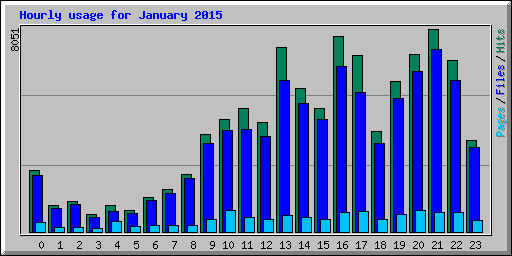 Hourly usage for January 2015
8051
Pages / Files / Hits
0 1 2 3 4 5 6 7 8 9 10 11 12 13 14 15 16 17 18 19 20 21 22 23